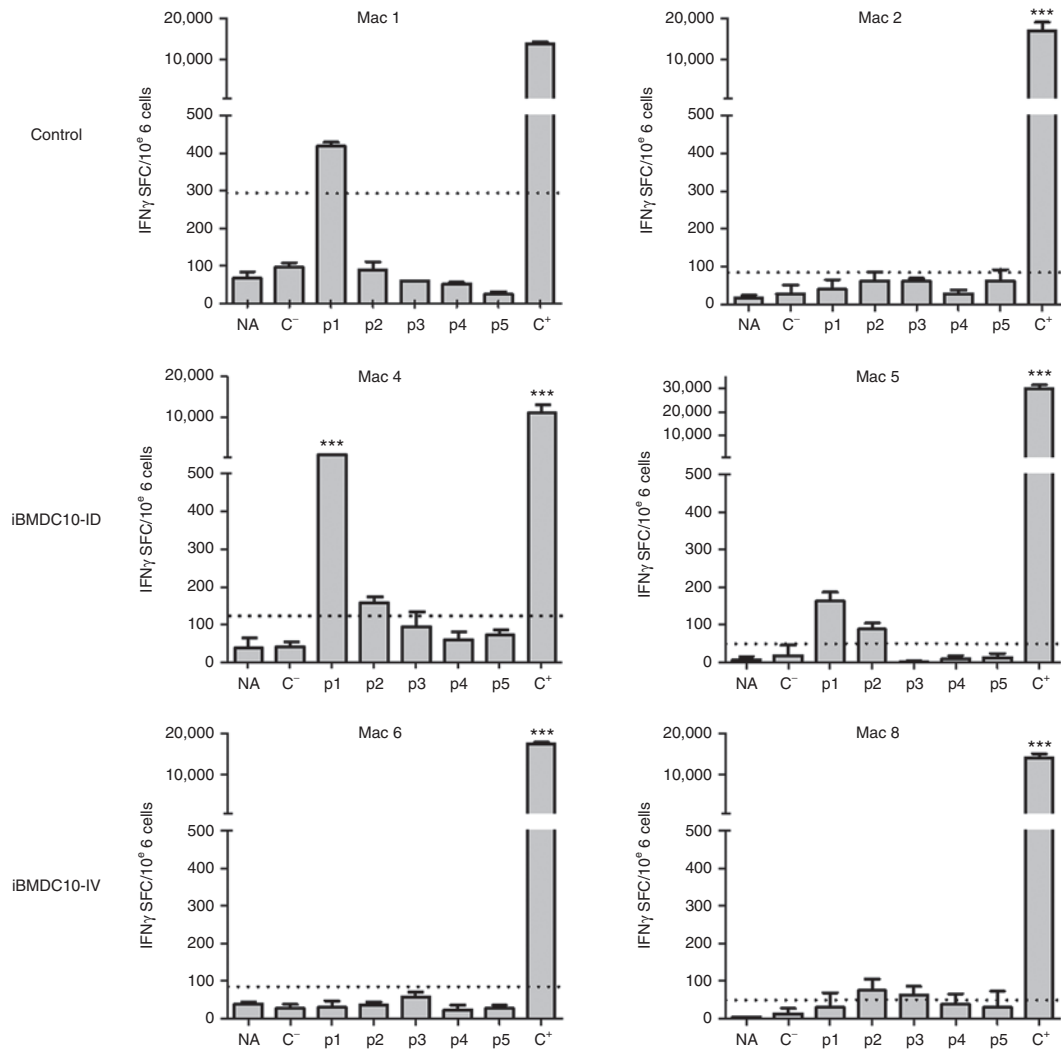 Control
Mac 1
IFNγ SFC/10⁶ 6 cells
20,000
10,000
500
400
300
200
100
0
NA C⁻ p1 p2 p3 p4 p5 C⁺
Mac 2
***
IFNγ SFC/10⁶ 6 cells
20,000
10,000
500
400
300
200
100
0
NA C⁻ p1 p2 p3 p4 p5 C⁺
iBMDC10-ID
Mac 4
*** ***
IFNγ SFC/10⁶ 6 cells
20,000
10,000
500
400
300
200
100
0
NA C⁻ p1 p2 p3 p4 p5 C⁺
Mac 5
***
IFNγ SFC/10⁶ 6 cells
30,000
20,000
10,000
500
400
300
200
100
0
NA C⁻ p1 p2 p3 p4 p5 C⁺
iBMDC10-IV
Mac 6
***
IFNγ SFC/10⁶ 6 cells
20,000
10,000
500
400
300
200
100
0
NA C⁻ p1 p2 p3 p4 p5 C⁺
Mac 8
***
IFNγ SFC/10⁶ 6 cells
20,000
10,000
500
400
300
200
100
0
NA C⁻ p1 p2 p3 p4 p5 C⁺